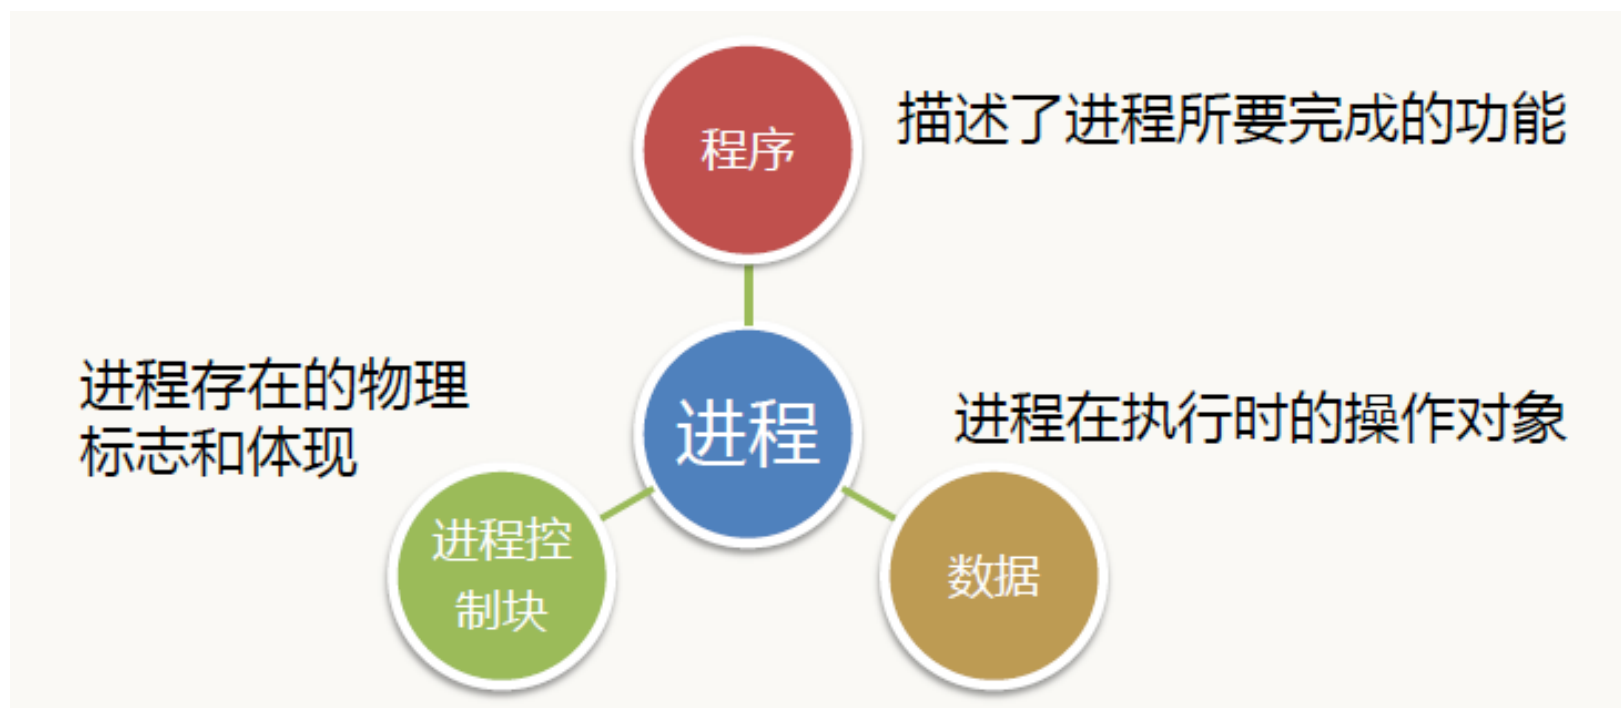 程序
描述了进程所要完成的功能
进程存在的物理
标志和体现
进程
进程在执行时的操作对象
进程控
制块
数据